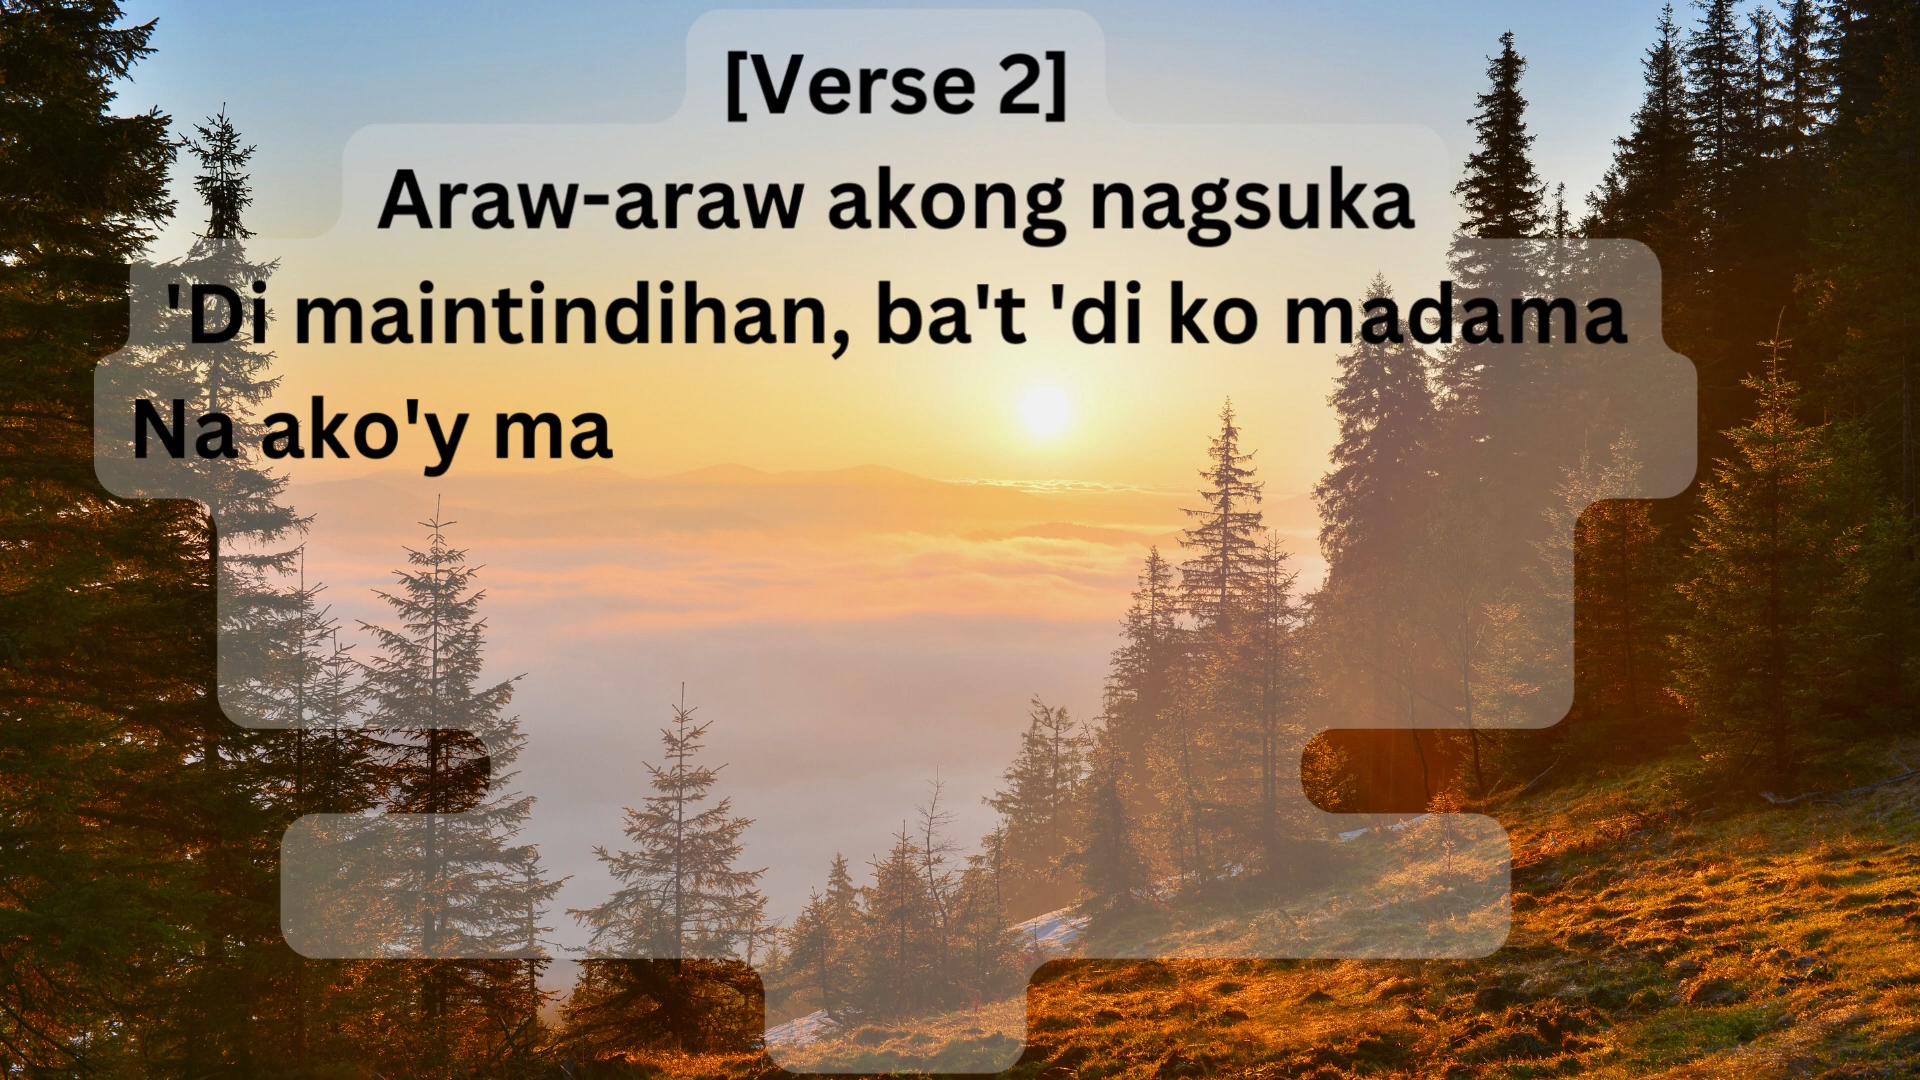 [Verse 2]
Araw-araw akong nagsuka
'Di maintindihan, ba't 'di ko madama
Na ako'y ma